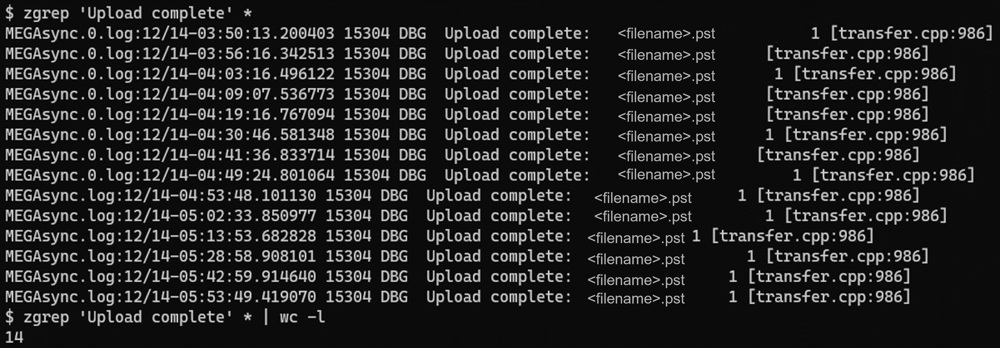 $ zgrep 'Upload complete' *
MEGAsync.0.log:12/14-03:50:13.200403 15304 DBG  Upload complete: <filename>.pst 1 [transfer.cpp:986]
MEGAsync.0.log:12/14-03:56:16.342513 15304 DBG  Upload complete: <filename>.pst [transfer.cpp:986]
MEGAsync.0.log:12/14-04:03:16.496122 15304 DBG  Upload complete: <filename>.pst 1 [transfer.cpp:986]
MEGAsync.0.log:12/14-04:09:07.536773 15304 DBG  Upload complete: <filename>.pst [transfer.cpp:986]
MEGAsync.0.log:12/14-04:19:16.767094 15304 DBG  Upload complete: <filename>.pst [transfer.cpp:986]
MEGAsync.0.log:12/14-04:30:46.581348 15304 DBG  Upload complete: <filename>.pst 1 [transfer.cpp:986]
MEGAsync.0.log:12/14-04:41:36.833714 15304 DBG  Upload complete: <filename>.pst [transfer.cpp:986]
MEGAsync.0.log:12/14-04:49:24.801064 15304 DBG  Upload complete: <filename>.pst 1 [transfer.cpp:986]
MEGAsync.log:12/14-04:53:48.101130 15304 DBG  Upload complete: <filename>.pst 1 [transfer.cpp:986]
MEGAsync.log:12/14-05:02:33.850977 15304 DBG  Upload complete: <filename>.pst 1 [transfer.cpp:986]
MEGAsync.log:12/14-05:13:53.682828 15304 DBG  Upload complete: <filename>.pst 1 [transfer.cpp:986]
MEGAsync.log:12/14-05:28:58.908101 15304 DBG  Upload complete: <filename>.pst 1 [transfer.cpp:986]
MEGAsync.log:12/14-05:42:59.914640 15304 DBG  Upload complete: <filename>.pst 1 [transfer.cpp:986]
MEGAsync.log:12/14-05:53:49.419070 15304 DBG  Upload complete: <filename>.pst 1 [transfer.cpp:986]
$ zgrep 'Upload complete' * | wc -l
14